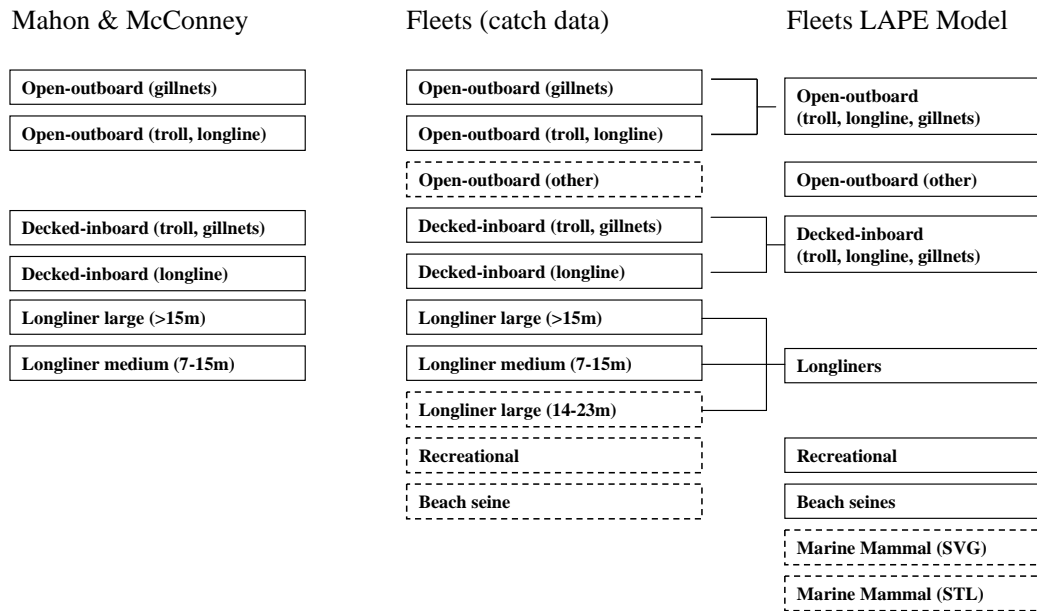 Mahon & McConney
Fleets (catch data)
Fleets LAPE Model
Open-outboard (gillnets)
Open-outboard (troll, longline)
Decked-inboard (troll, gillnets)
Decked-inboard (longline)
Longliner large (>15m)
Longliner medium (7-15m)
Open-outboard (gillnets)
Open-outboard (troll, longline)
Open-outboard (other)
Decked-inboard (troll, gillnets)
Decked-inboard (longline)
Longliner large (>15m)
Longliner medium (7-15m)
Longliner large (14-23m)
Recreational
Beach seine
Open-outboard
(troll, longline, gillnets)
Open-outboard (other)
Decked-inboard
(troll, longline, gillnets)
Longliners
Recreational
Beach seines
Marine Mammal (SVG)
Marine Mammal (STL)